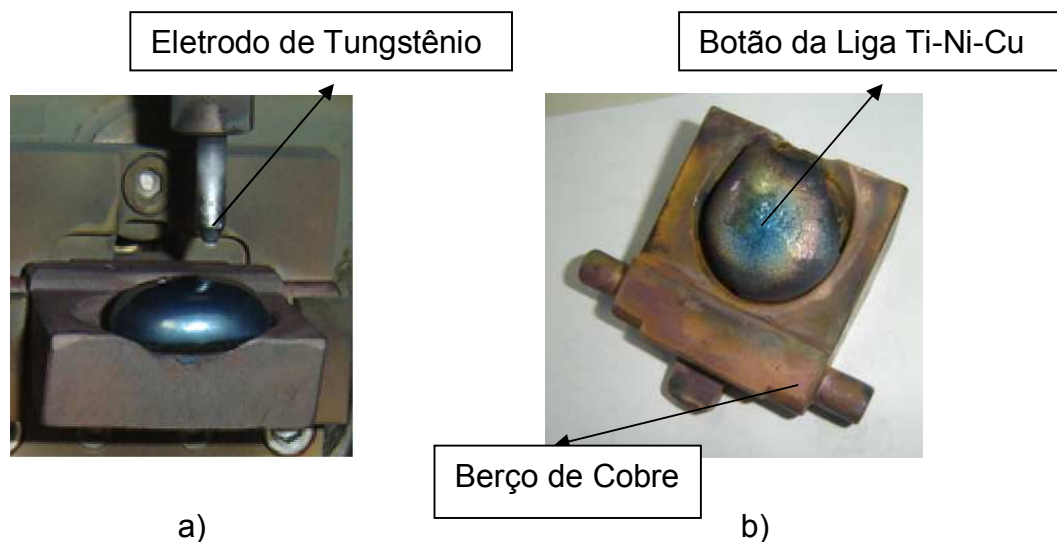 Eletrodo de Tungstênio
Botão da Liga Ti-Ni-Cu
Berço de Cobre
a)
b)